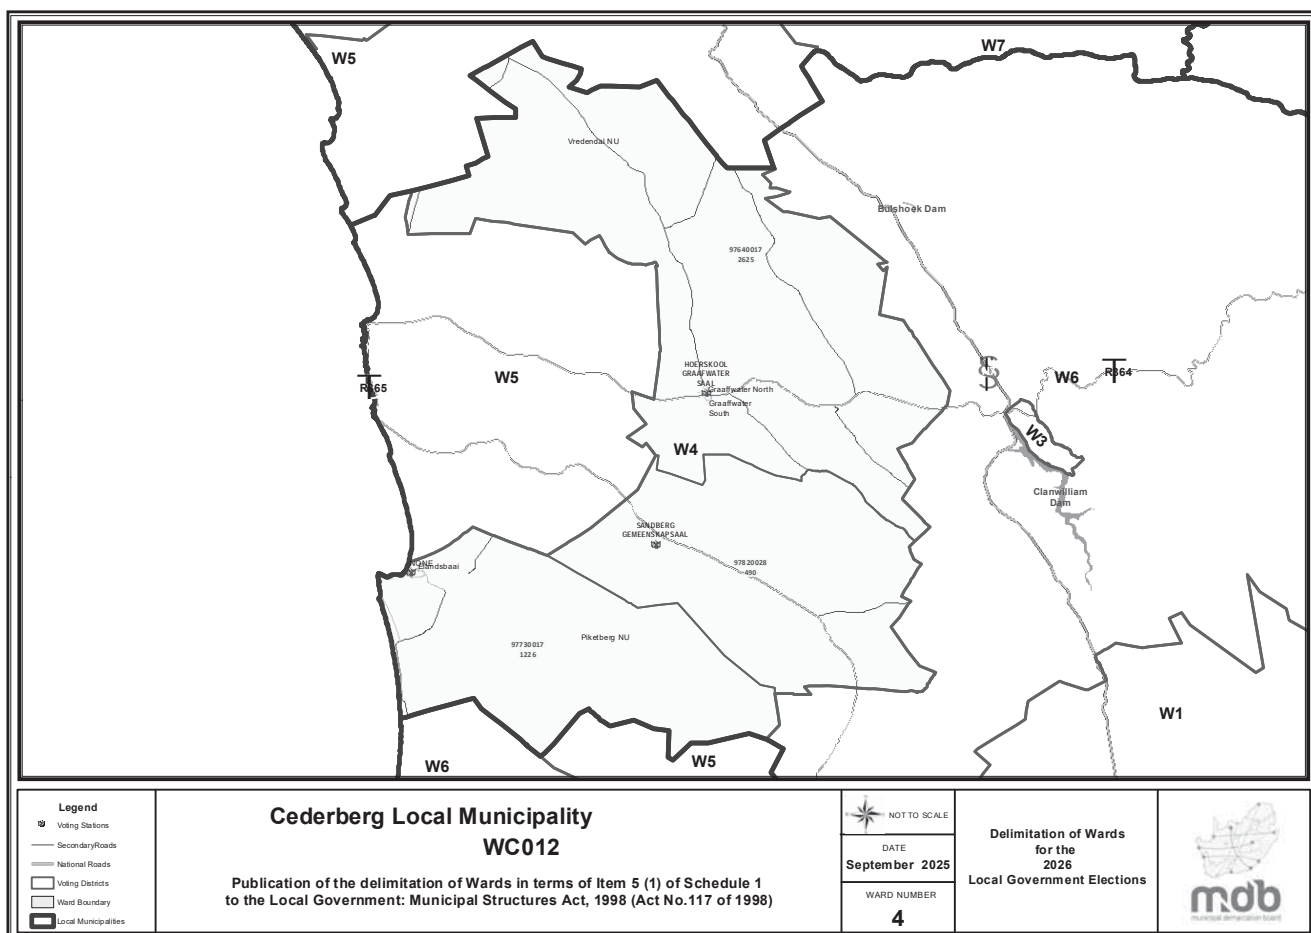 W5
W7
Vredendal NU
Bulshoek Dam
97640017
2625
HOERSKOOL
GRAAFWATER
SAAL
Graaffwater North
Graaffwater
South
R365
W5
W6
R364
W3
W4
Clanwilliam
Dam
SANDBERG
GEMEENSKAPSAAL
NONE
Elandsbaai
97820028
490
97730017
1226
Piketberg NU
W1
W6
W5
Legend
Voting Stations
SecondaryRoads
National Roads
Voting Districts
Ward Boundary
Local Municipalities
Cederberg Local Municipality
WC012
Publication of the delimitation of Wards in terms of Item 5 (1) of Schedule 1
to the Local Government: Municipal Structures Act, 1998 (Act No.117 of 1998)
NOT TO SCALE
DATE
September 2025
WARD NUMBER
4
Delimitation of Wards
for the
2026
Local Government Elections
mdb
municipal demarcation board